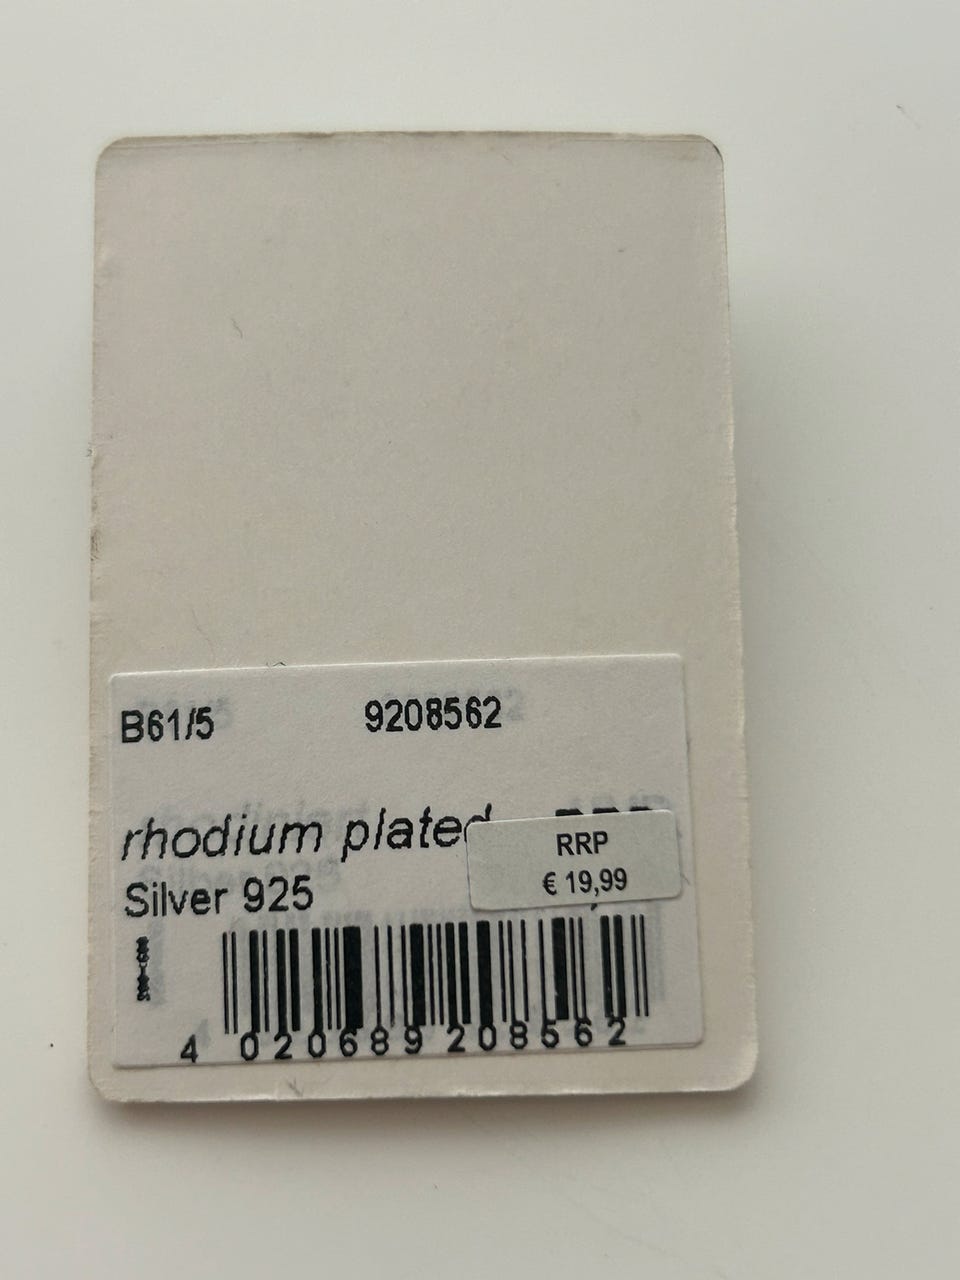 B61/5 9208562
rhodium plated
RRP
€ 19,99
Silver 925
4 020689 208562